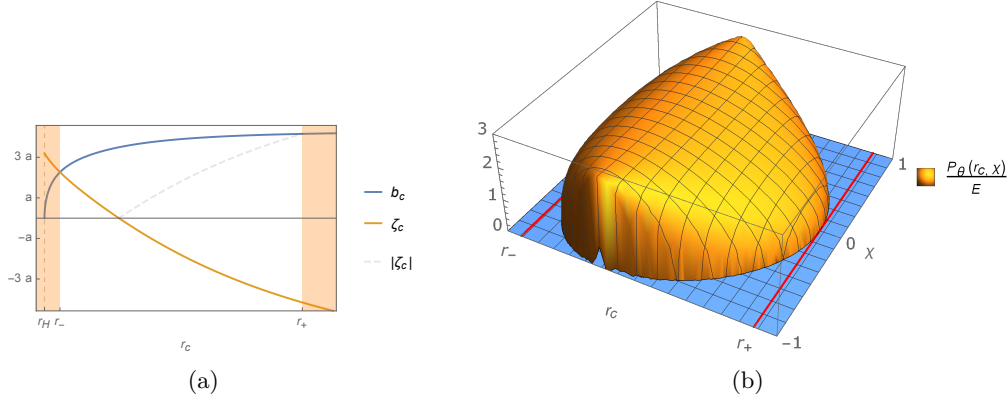 3 a
a
-a
-3 a
r_H r_- r_+
r_c
b_c
ζ_c
|ζ_c|
(a)
3
2
1
0
r_-
r_c
r_+
-1
0
χ
1
P_θ(r_c, χ)
E
(b)